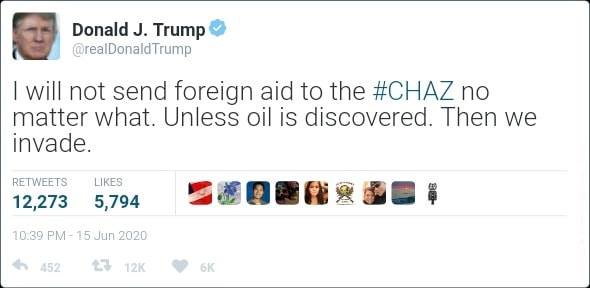 Donald J. Trump
@realDonaldTrump
I will not send foreign aid to the #CHAZ no
matter what. Unless oil is discovered. Then we
invade.
RETWEETS LIKES
12,273 5,794
10:39 PM - 15 Jun 2020
452 12K 6K